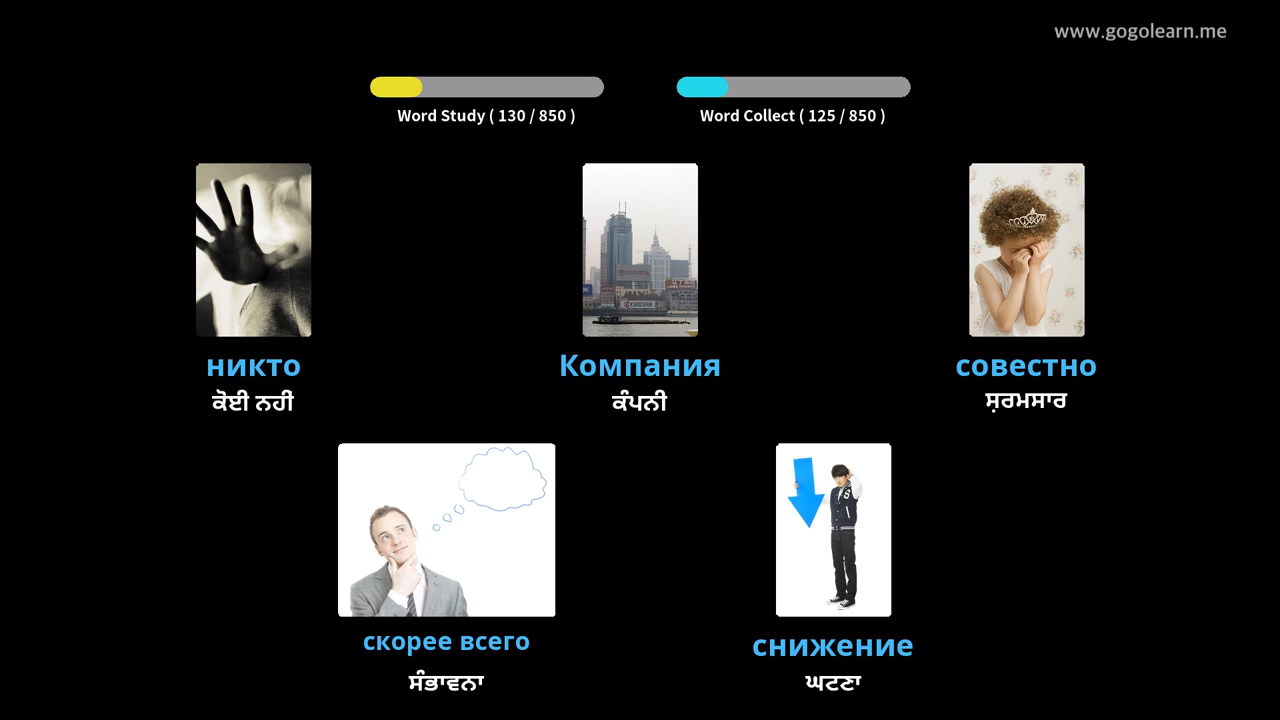 www.gogolearn.me
Word Study ( 130 / 850 )
Word Collect ( 125 / 850 )
никто
ਕੋਈ ਨਹੀ
Компания
ਕੰਪਨੀ
совестно
ਸ਼ਰਮਸਾਰ
скорее всего
ਸੰਭਾਵਨਾ
снижение
ਘਟਣਾ
TOYOTA
S